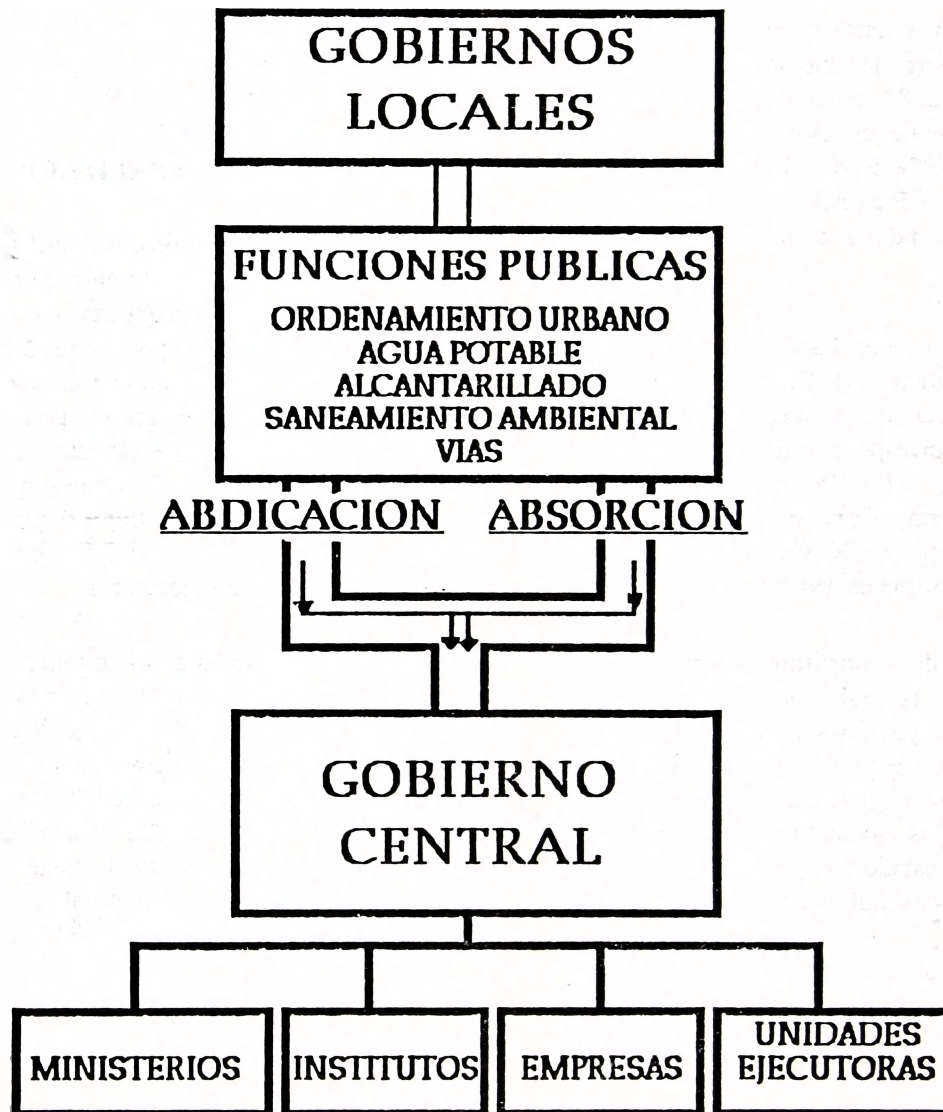 GOBIERNOS
LOCALES
FUNCIONES PUBLICAS
ORDENAMIENTO URBANO
AGUA POTABLE
ALCANTARILLADO
SANEAMIENTO AMBIENTAL
VIAS
ABDICACION ABSORCION
GOBIERNO
CENTRAL
MINISTERIOS
INSTITUTOS
EMPRESAS
UNIDADES
EJECUTORAS